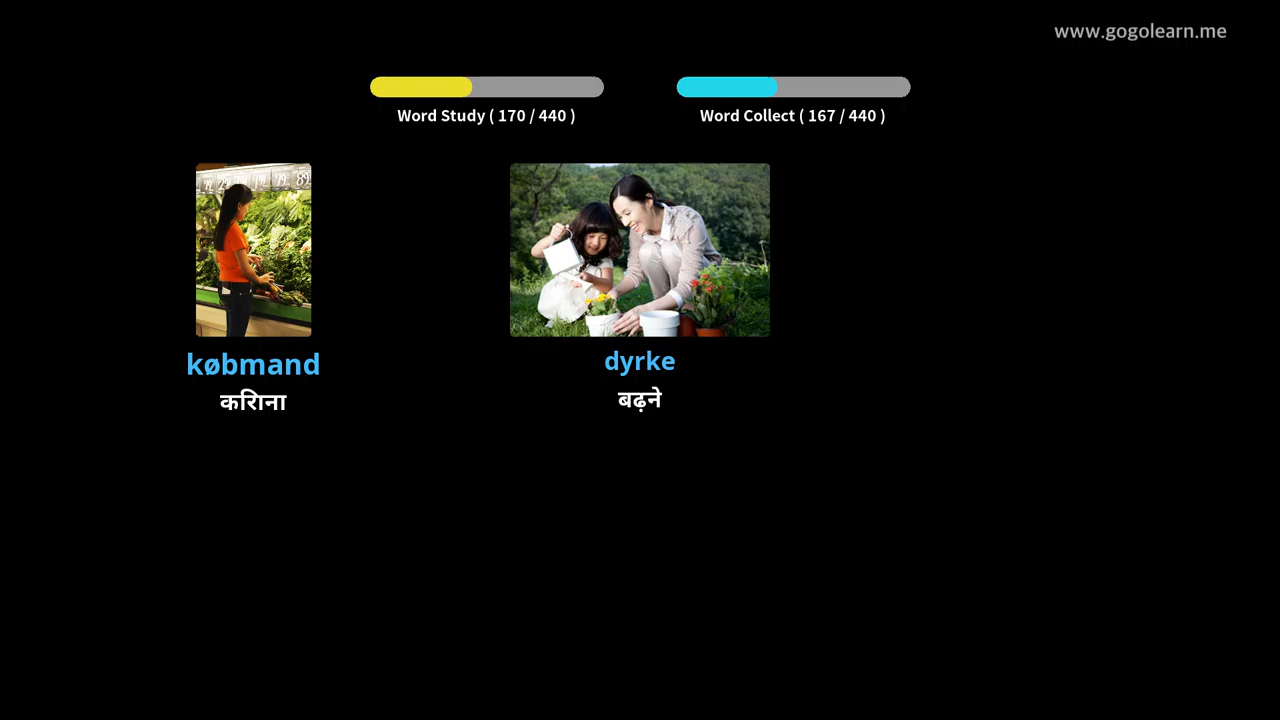 www.gogolearn.me
Word Study ( 170 / 440 )
Word Collect ( 167 / 440 )
købmand
करिाना
dyrke
बढ़ने